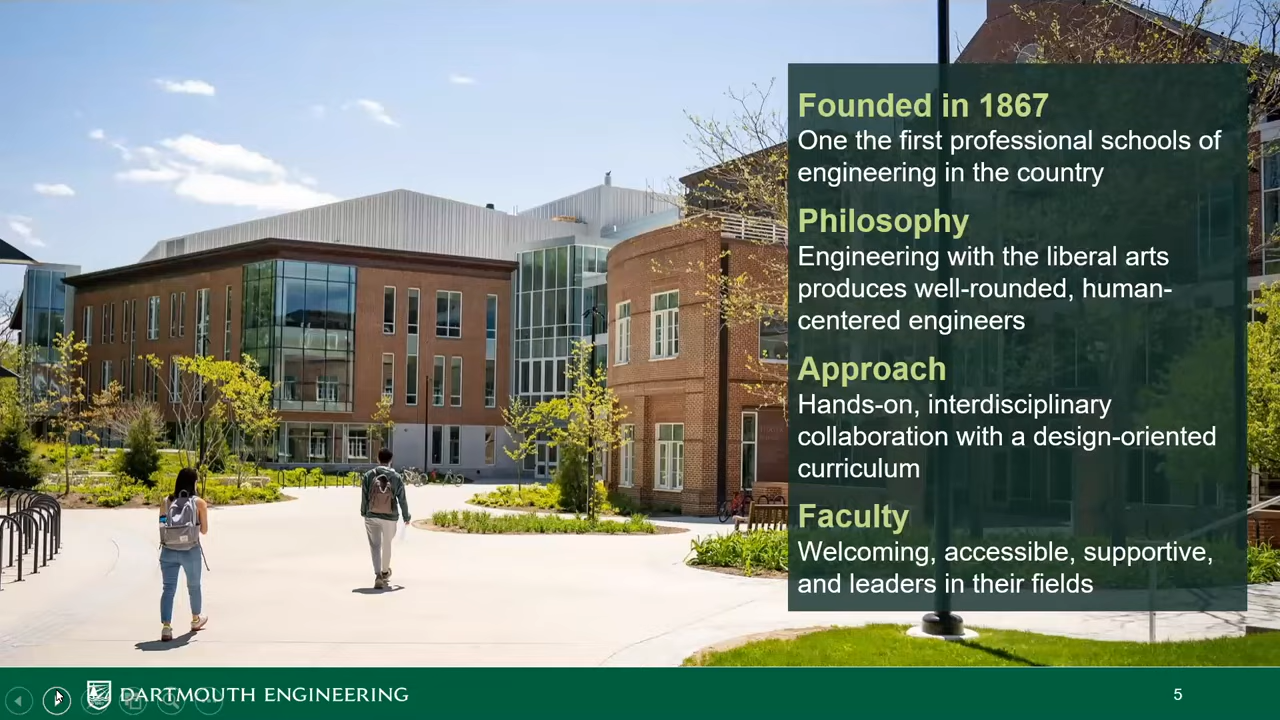 Founded in 1867
One the first professional schools of
engineering in the country
Philosophy
Engineering with the liberal arts
produces well-rounded, human-
centered engineers
Approach
Hands-on, interdisciplinary
collaboration with a design-oriented
curriculum
Faculty
Welcoming, accessible, supportive,
and leaders in their fields
DARTMOUTH ENGINEERING
5